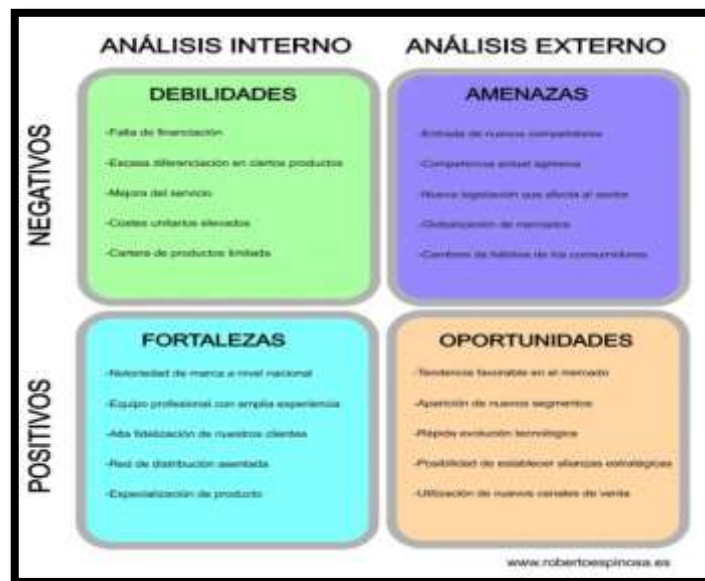 ANÁLISIS INTERNO
ANÁLISIS EXTERNO
NEGATIVOS
DEBILIDADES
-Falta de financiación
-Escasa diferenciación en ciertos productos
-Mejora del servicio
-Costes unitarios elevados
-Cartera de productos limitada
AMENAZAS
-Entrada de nuevos competidores
-Competencia actual agresiva
-Nueva legislación que afecta al sector
-Globalización de mercados
-Cambios de hábitos de los consumidores
POSITIVOS
FORTALEZAS
-Notoriedad de marca a nivel nacional
-Equipo profesional con amplia experiencia
-Alta fidelización de nuestros clientes
-Red de distribución asentada
-Especialización de producto
OPORTUNIDADES
-Tendencia favorable en el mercado
-Aparición de nuevos segmentos
-Rápida evolución tecnológica
-Posibilidad de establecer alianzas estratégicas
-Utilización de nuevos canales de venta
www.robertoespinosa.es